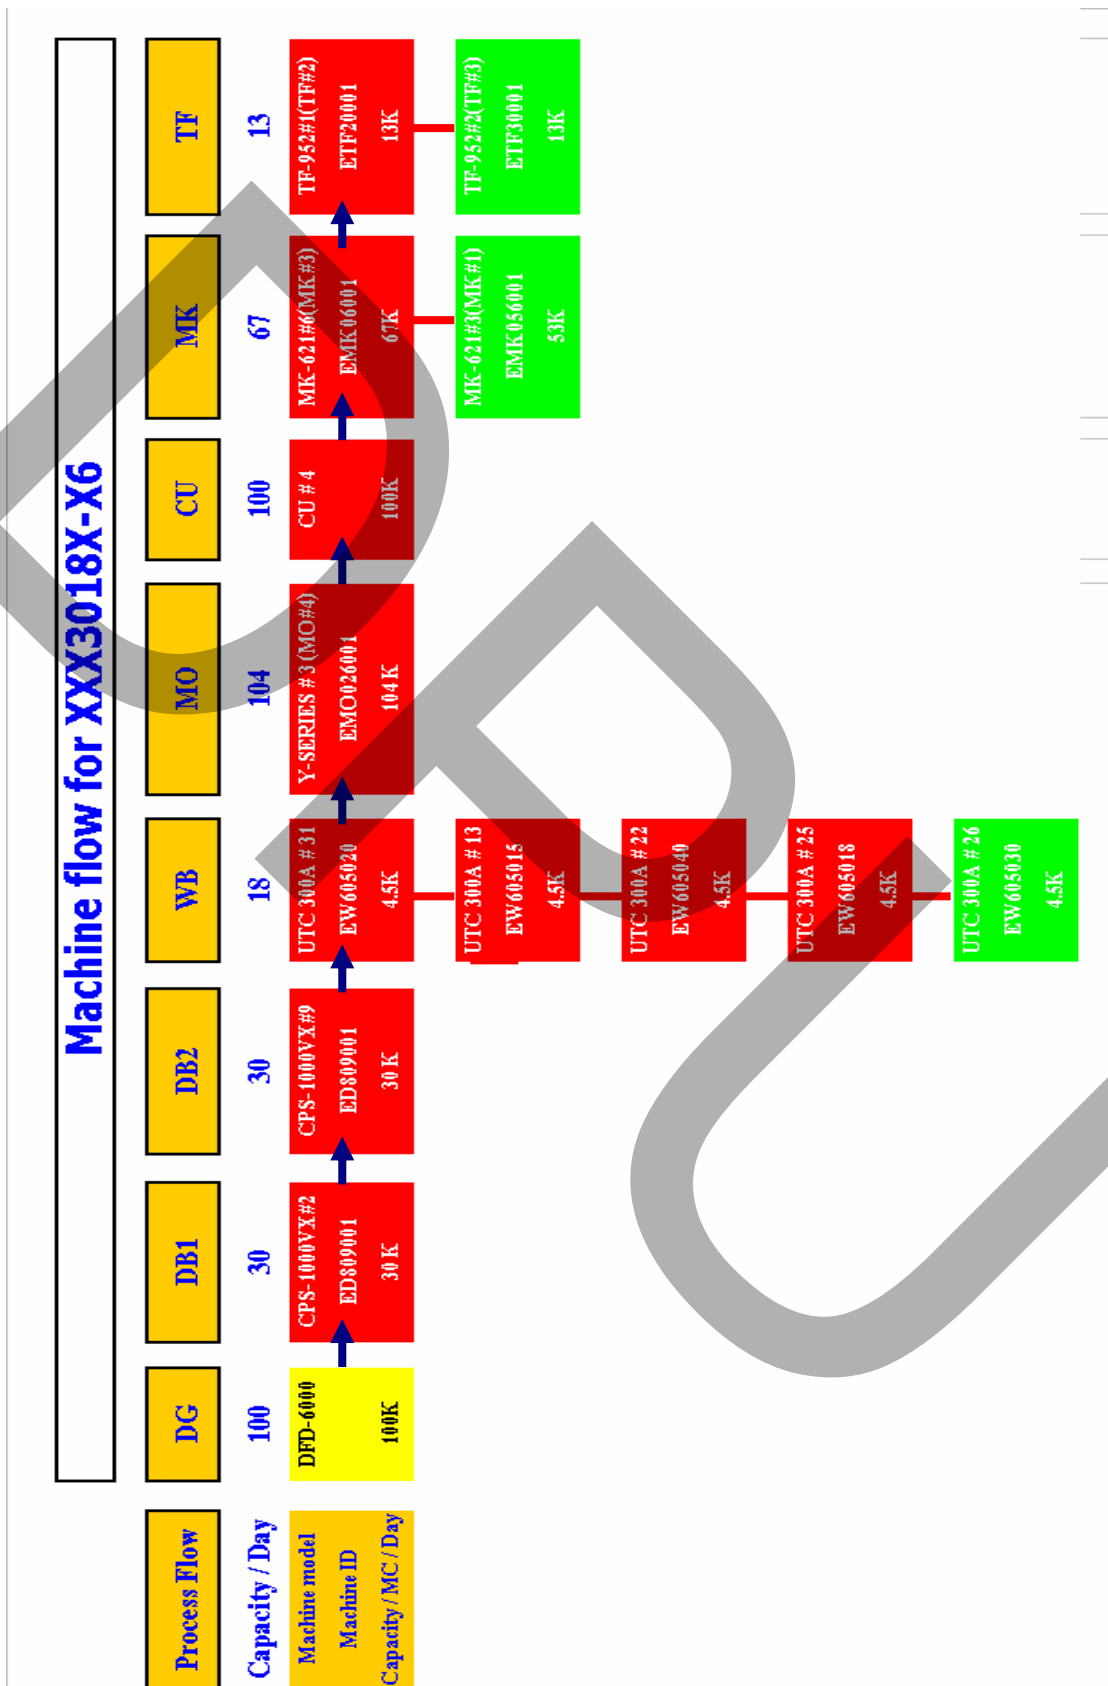 Machine flow for XXX3018X-X6
Process Flow
DG
DB1
DB2
WB
MO
CU
MK
TF
Capacity / Day
100
30
30
18
104
100
67
13
Machine model
Machine ID
Capacity / MC / Day
DFD-6000
100K
CPS-1000VX#2
ED809001
30 K
CPS-1000VX#9
ED809001
30 K
UTC 300A # 31
EW605020
4.5K
Y-SERIES # 3 (MO#4)
EMO026001
104 K
CU # 4
100K
MK-621#6(MK#3)
EMK06001
67K
TF-952#1(TF#2)
ETF20001
13K
UTC 300A # 13
EW605015
4.5K
MK-621#3(MK#1)
EMK056001
53K
TF-952#2(TF#3)
ETF30001
13K
UTC 300A # 22
EW605040
4.5K
UTC 300A # 25
EW605018
4.5K
UTC 300A # 26
EW605030
4.5K
DPU